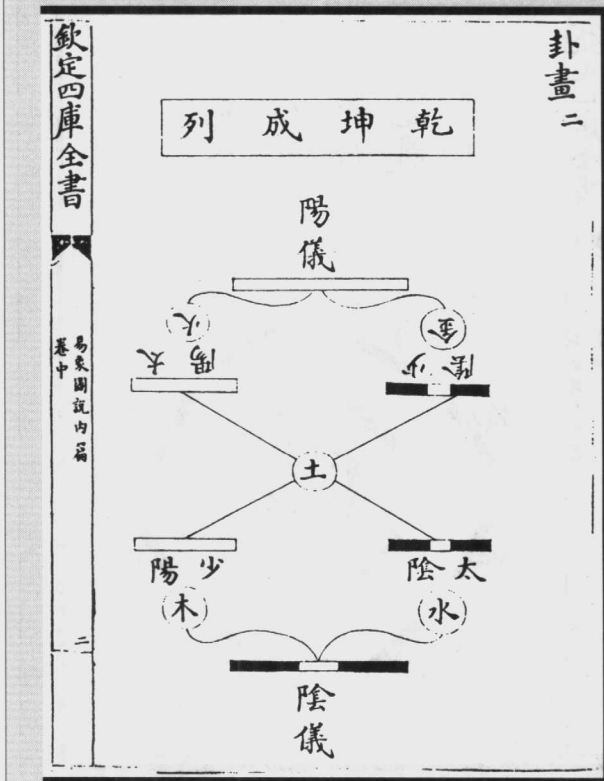 卦畫二
乾坤成列
陽儀
金
火
少陰
太陽
土
太陰
少陽
水
木
陰儀
欽定四庫全書
易象圖說內篇
卷中
二